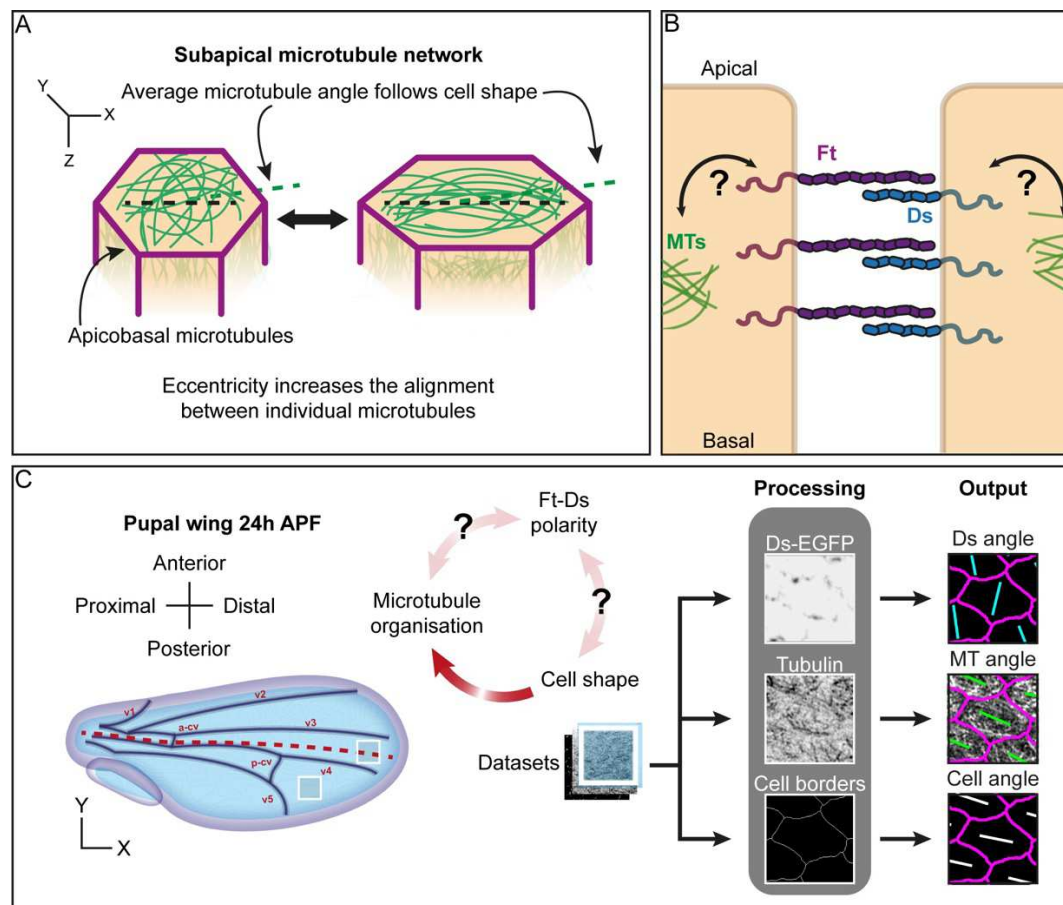 A
Subapical microtubule network
Average microtubule angle follows cell shape
Y
X
Z
Apicobasal microtubules
Eccentricity increases the alignment
between individual microtubules
B
Apical
Ft
?
?
Ds
MTs
Basal
C
Pupal wing 24h APF
Anterior
Proximal
Distal
Posterior
v1
v2
a-cv
v3
p-cv
v4
v5
Y
X
Ft-Ds
polarity
?
?
Microtubule
organisation
Cell shape
Datasets
Processing
Ds-EGFP
Tubulin
Cell borders
Output
Ds angle
MT angle
Cell angle